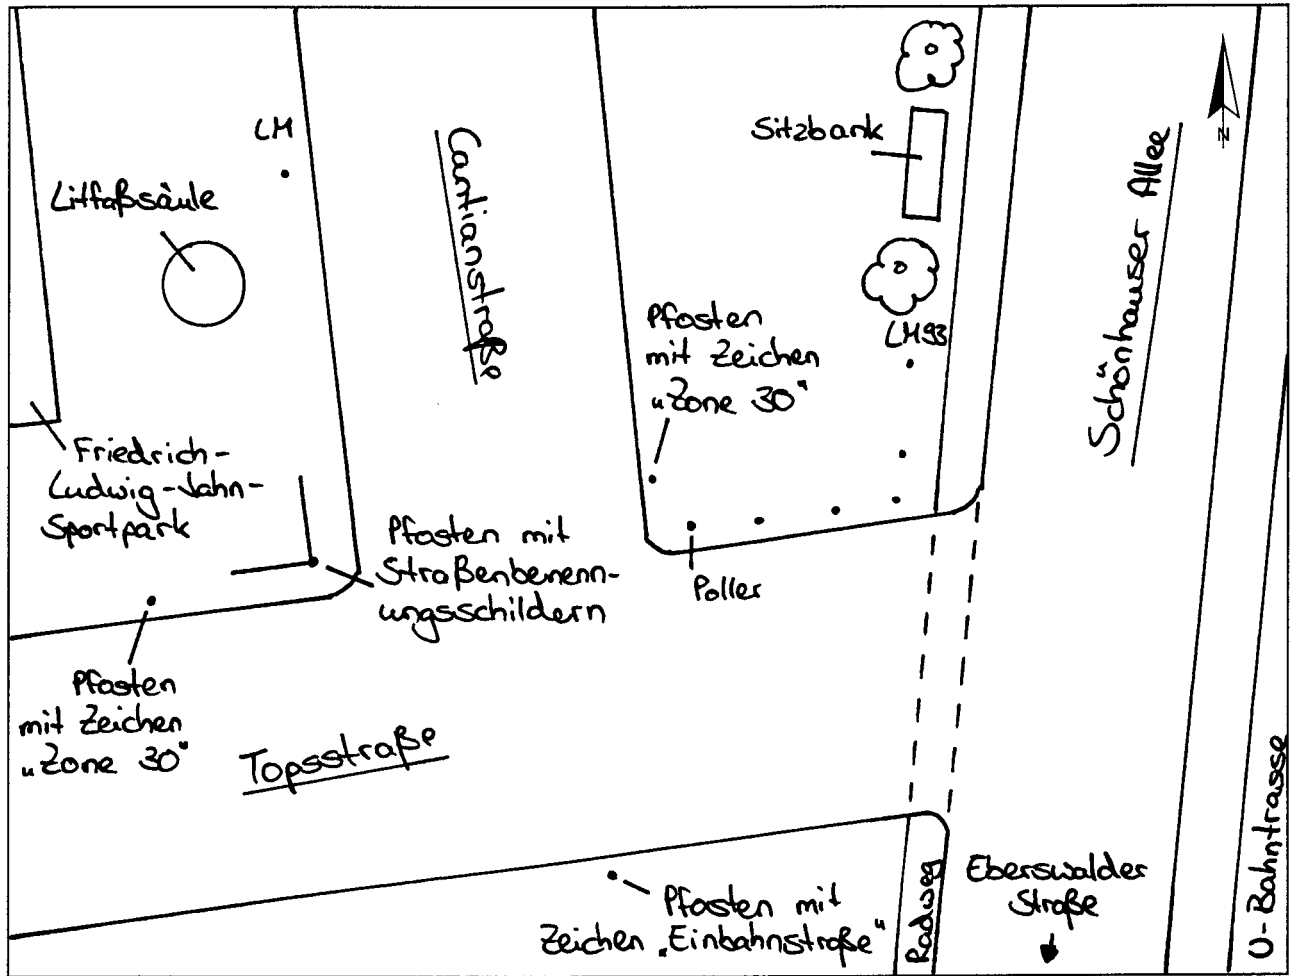 LM
Litfaßsäule
Cantianstraße
Sitzbank
N
Schönhauser Allee
Pfosten
mit Zeichen
„Zone 30“
LM93
Friedrich-
Ludwig-Jahn-
Sportpark
Pfosten mit
Straßenbenenn-
ungsschildern
Poller
Pfosten
mit Zeichen
„Zone 30“
Topsstraße
Pfosten mit
Zeichen „Einbahnstraße“
Radweg
Eberswalder
Straße
U-Bahntrasse